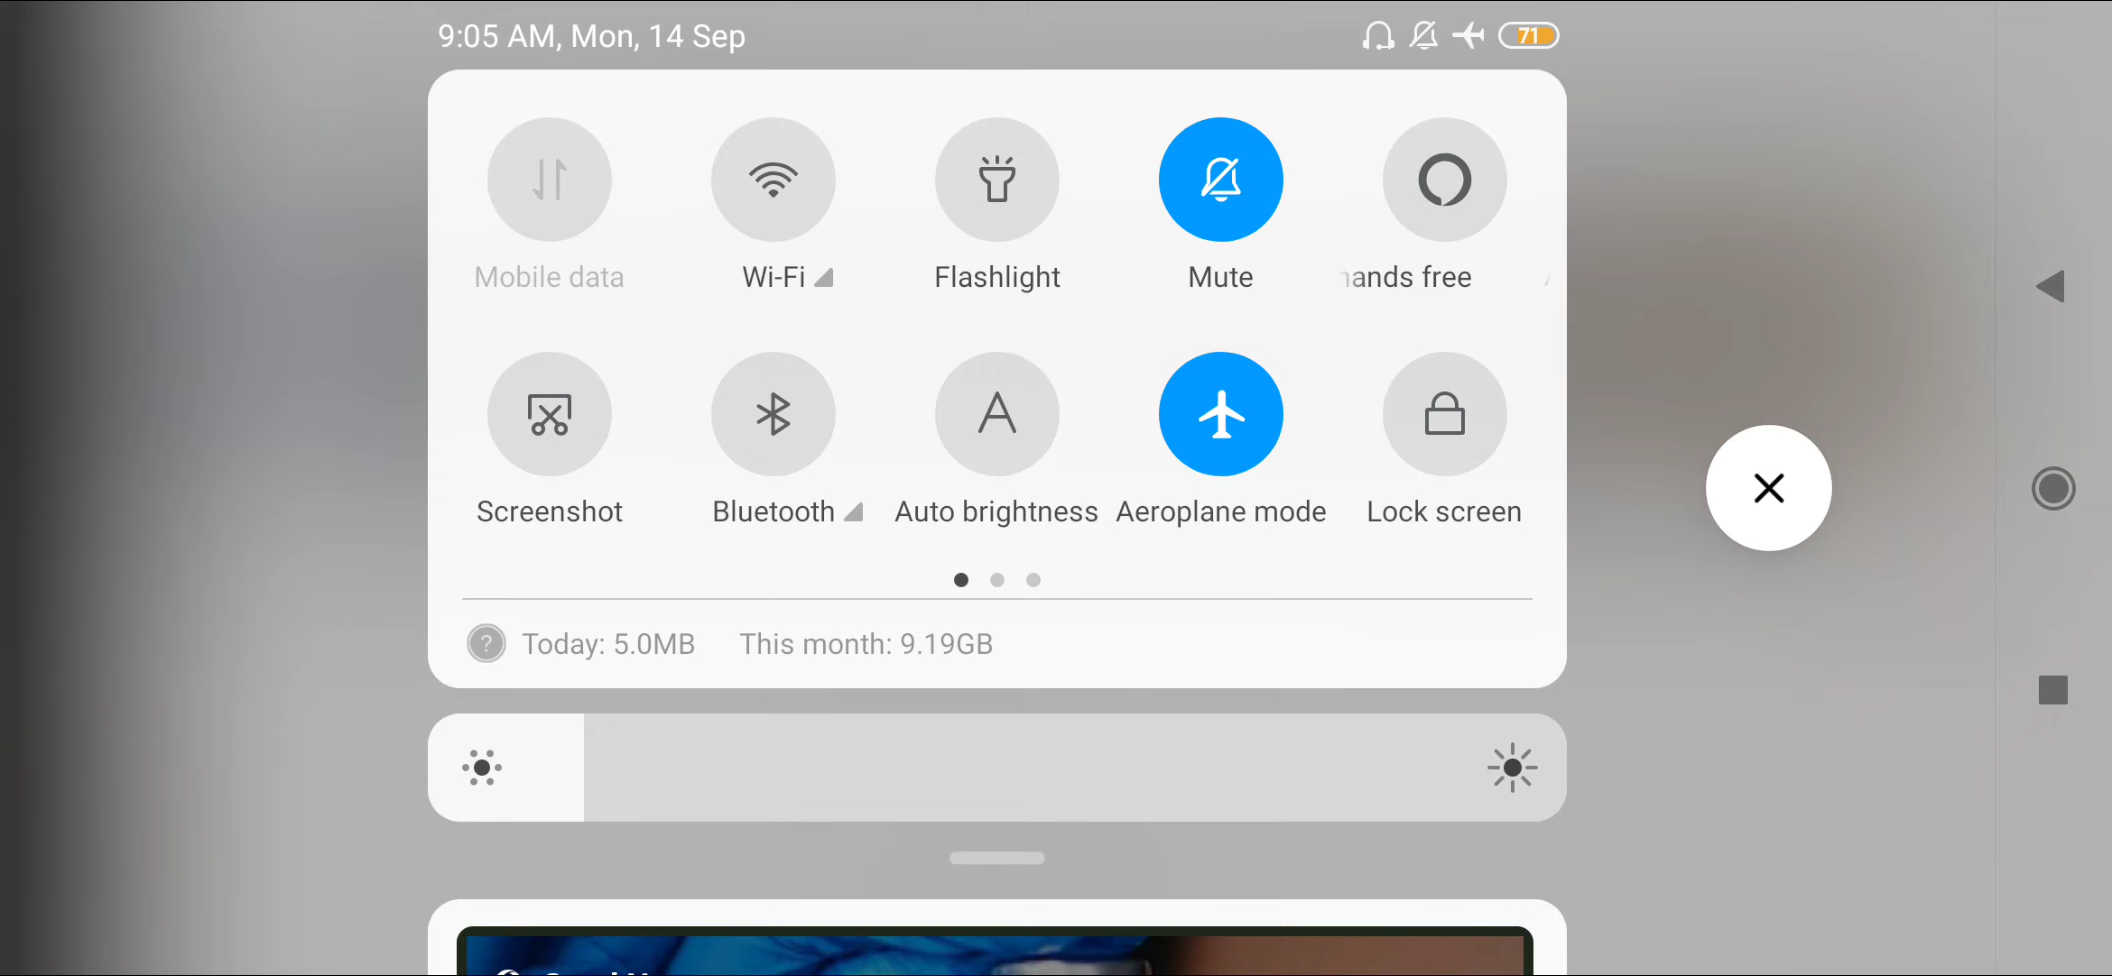 9:05 AM, Mon, 14 Sep
71
Mobile data
Wi-Fi
Flashlight
Mute
ands free
Screenshot
Bluetooth
Auto brightness
Aeroplane mode
Lock screen
? Today: 5.0MB This month: 9.19GB